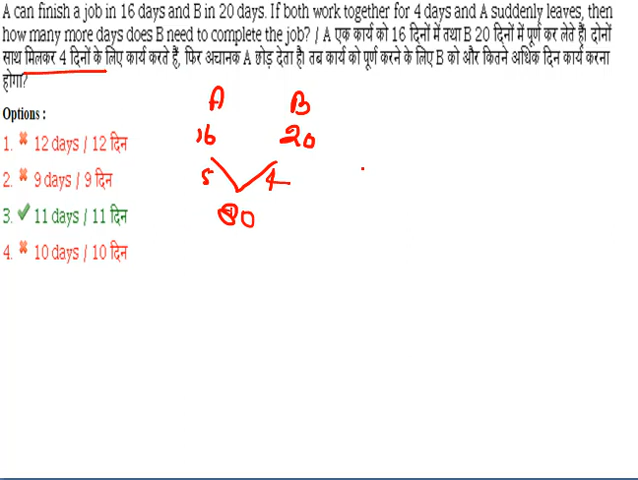 A can finish a job in 16 days and B in 20 days. If both work together for 4 days and A suddenly leaves, then
how many more days does B need to complete the job? / A एक कार्य को 16 दिनों में तथा B 20 दिनों में पूर्ण कर लेते हैं। दोनों
साथ मिलकर 4 दिनों के लिए कार्य करते हैं, फिर अचानक A छोड़ देता है। तब कार्य को पूर्ण करने के लिए B को और कितने अधिक दिन कार्य करना
होगा?
Options :
A B
16 20
1. 12 days / 12 दिन
2. 9 days / 9 दिन
5 4
3. 11 days / 11 दिन
80
4. 10 days / 10 दिन